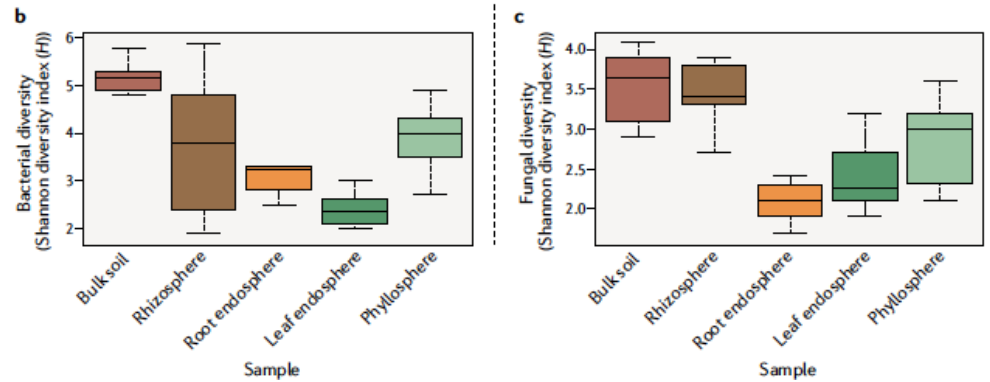 b
Bacterial diversity
(Shannon diversity index (H))
6
5
4
3
2
Bulk soil
Rhizosphere
Root endosphere
Leaf endosphere
Phyllosphere
Sample
c
Fungal diversity
(Shannon diversity index (H))
4.0
3.5
3.0
2.5
2.0
Bulk soil
Rhizosphere
Root endosphere
Leaf endosphere
Phyllosphere
Sample